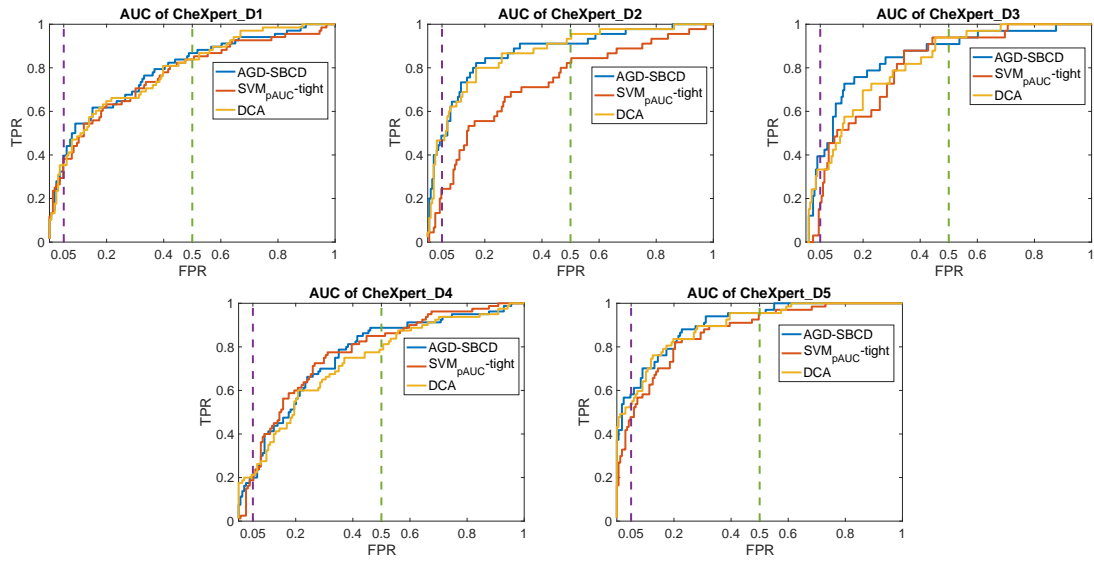 AUC of CheXpert_D1
TPR
1
0.8
0.6
0.4
0.2
0
AGD-SBCD
SVM_pAUC-tight
DCA
0.05 0.2 0.4 0.5 0.6 0.8 1
FPR
AUC of CheXpert_D2
TPR
1
0.8
0.6
0.4
0.2
0
AGD-SBCD
SVM_pAUC-tight
DCA
0.05 0.2 0.4 0.5 0.6 0.8 1
FPR
AUC of CheXpert_D3
TPR
1
0.8
0.6
0.4
0.2
0
AGD-SBCD
SVM_pAUC-tight
DCA
0.05 0.2 0.4 0.5 0.6 0.8 1
FPR
AUC of CheXpert_D4
TPR
1
0.8
0.6
0.4
0.2
0
AGD-SBCD
SVM_pAUC-tight
DCA
0.05 0.2 0.4 0.5 0.6 0.8 1
FPR
AUC of CheXpert_D5
TPR
1
0.8
0.6
0.4
0.2
0
AGD-SBCD
SVM_pAUC-tight
DCA
0.05 0.2 0.4 0.5 0.6 0.8 1
FPR